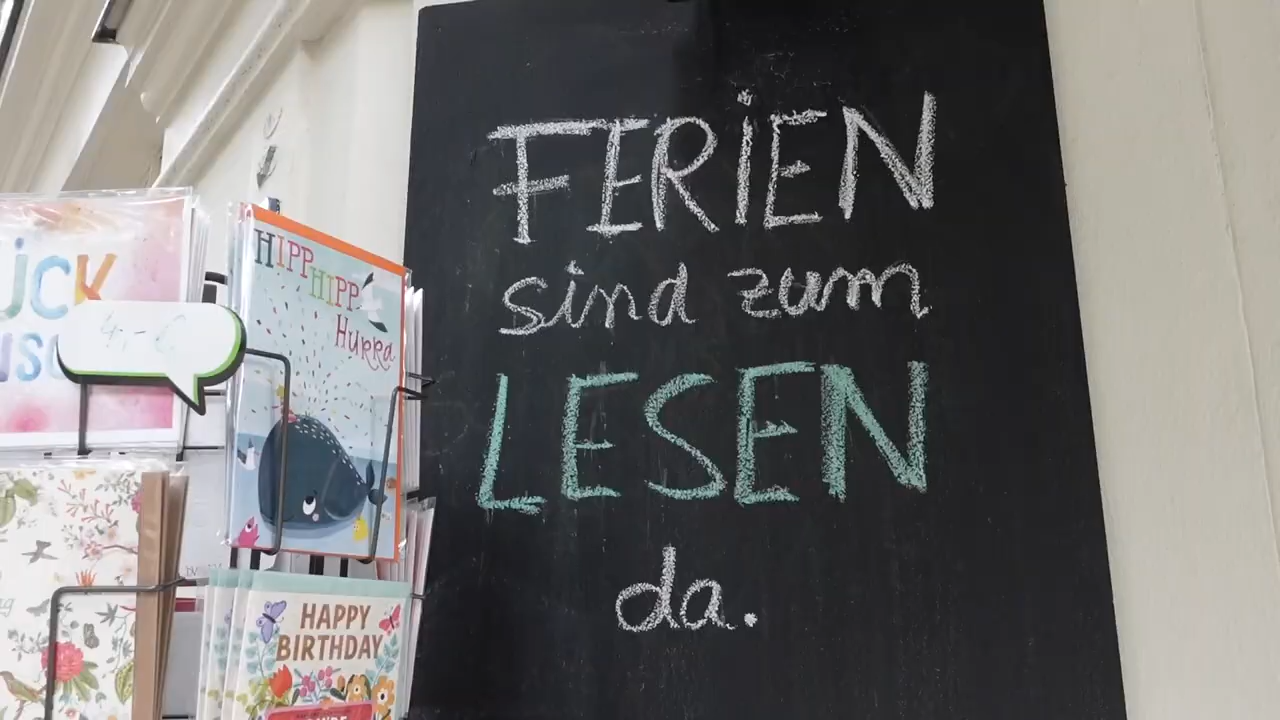 FERiEN
sind zum
LESEN
da.
HIPP
HIPP
HURRA
HAPPY
BIRTHDAY